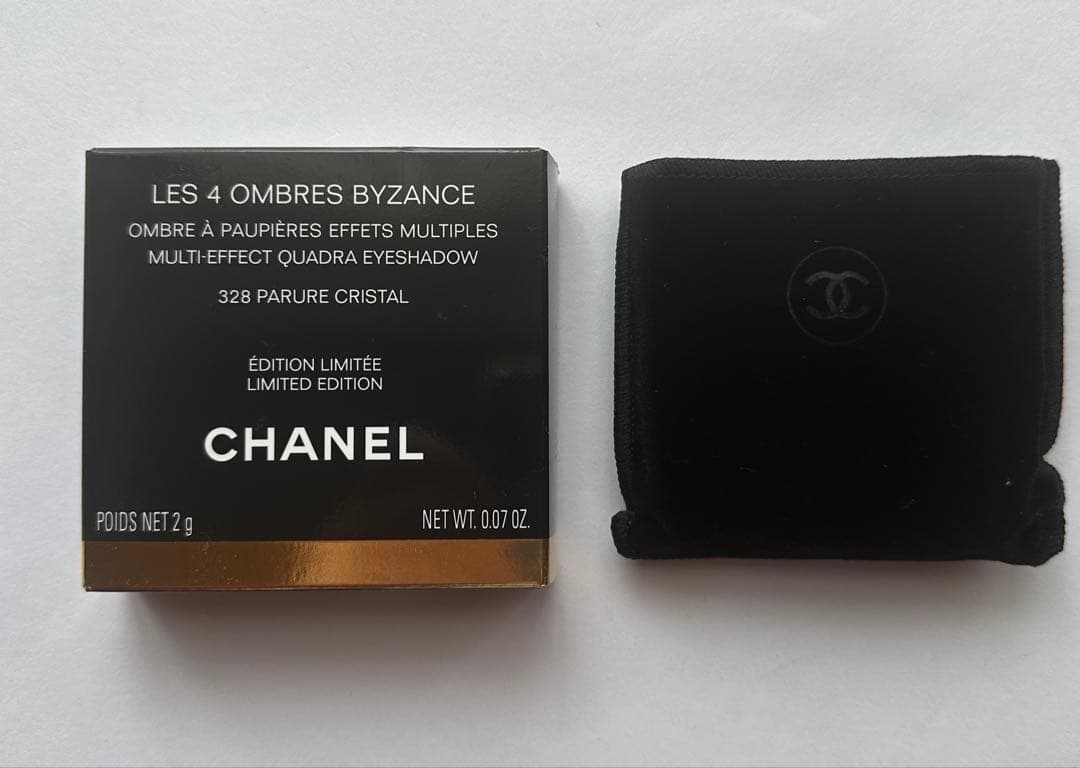 LES 4 OMBRES BYZANCE
OMBRE À PAUPIÈRES EFFETS MULTIPLES
MULTI-EFFECT QUADRA EYESHADOW
328 PARURE CRISTAL
ÉDITION LIMITÉE
LIMITED EDITION
CHANEL
POIDS NET 2 g
NET WT. 0.07 OZ.